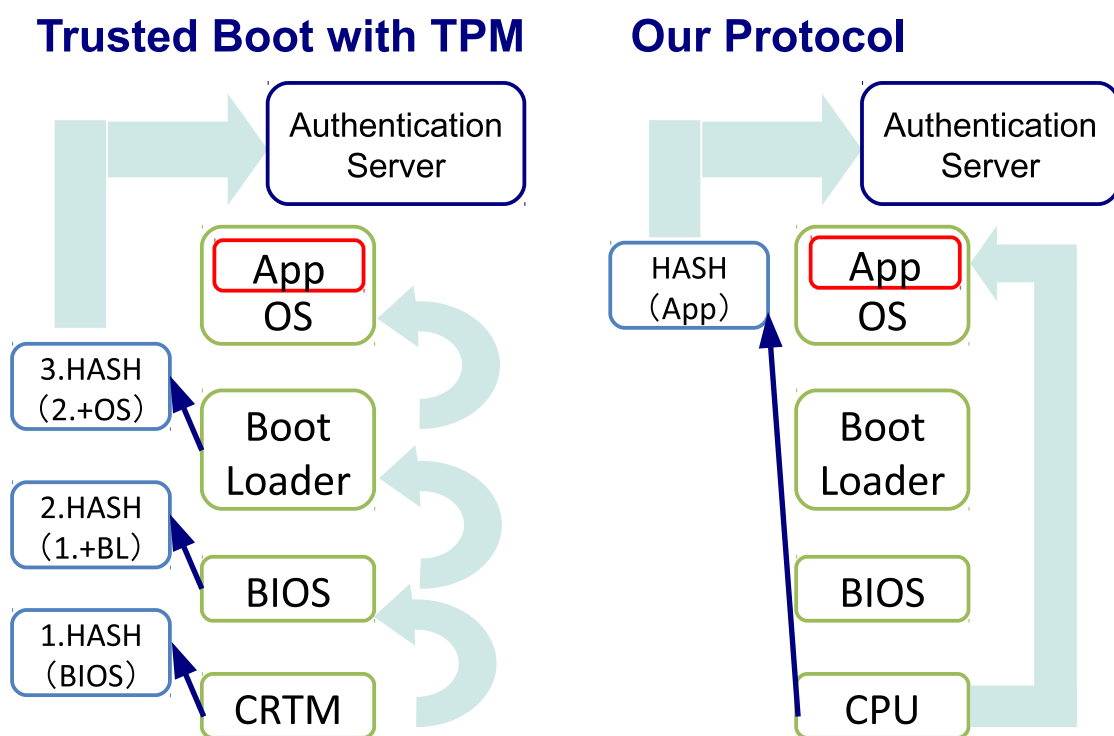 Trusted Boot with TPM
Authentication
Server
App
OS
3.HASH
（2.+OS）
Boot
Loader
2.HASH
（1.+BL）
BIOS
1.HASH
（BIOS）
CRTM
Our Protocol
Authentication
Server
HASH
（App）
App
OS
Boot
Loader
BIOS
CPU